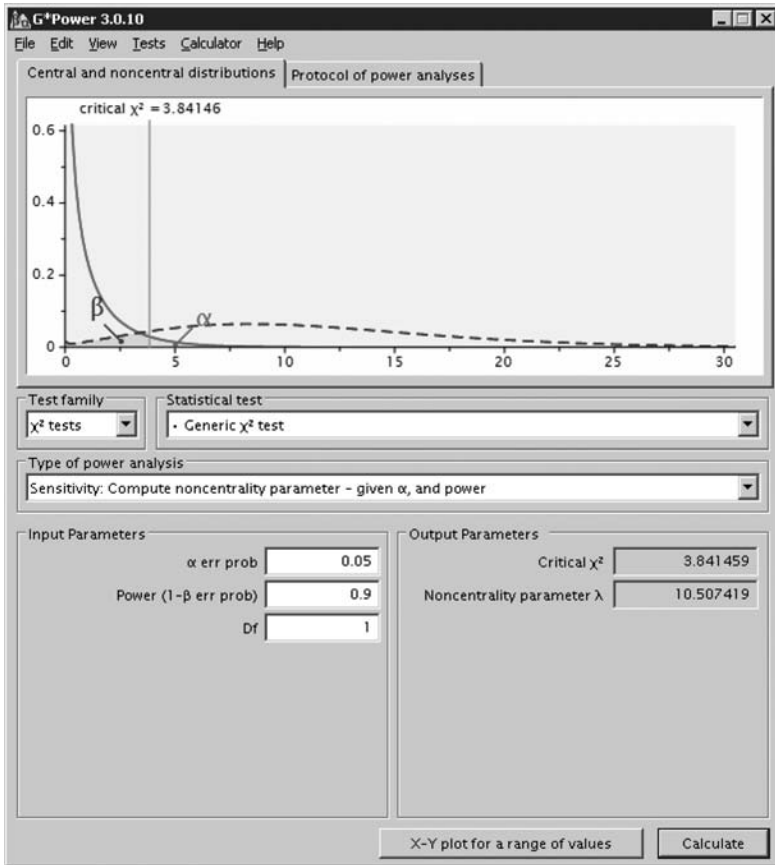 G*Power 3.0.10
File Edit View Tests Calculator Help
Central and noncentral distributions Protocol of power analyses
critical χ² = 3.84146
0.6
0.4
0.2
0
β
α
0 5 10 15 20 25 30
Test family
Statistical test
χ² tests
Generic χ² test
Type of power analysis
Sensitivity: Compute noncentrality parameter - given α, and power
Input Parameters
Output Parameters
α err prob 0.05
Critical χ² 3.841459
Power (1-β err prob) 0.9
Noncentrality parameter λ 10.507419
Df 1
X-Y plot for a range of values
Calculate